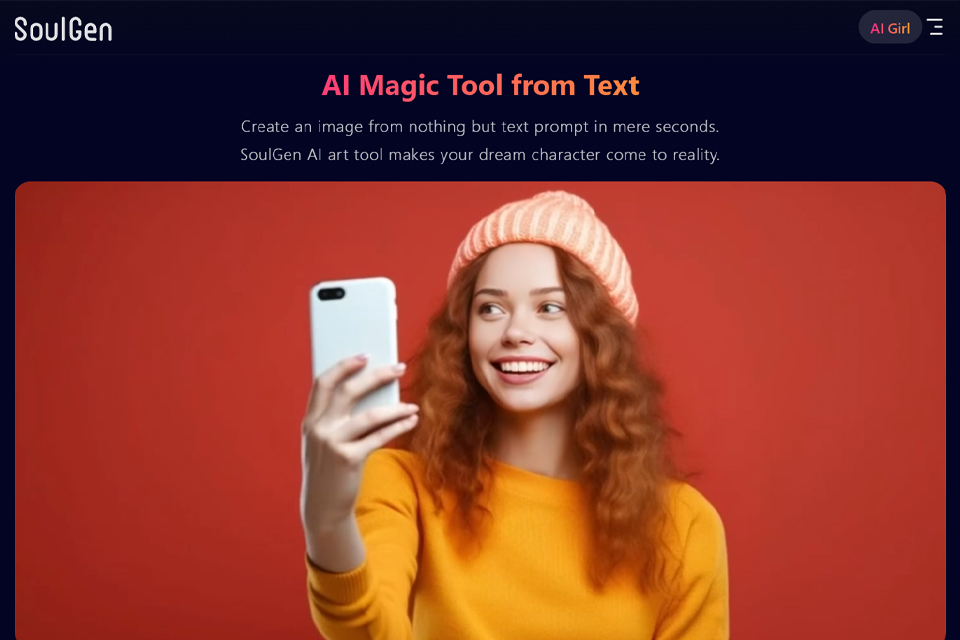 SoulGen
AI Girl
AI Magic Tool from Text
Create an image from nothing but text prompt in mere seconds.
SoulGen AI art tool makes your dream character come to reality.